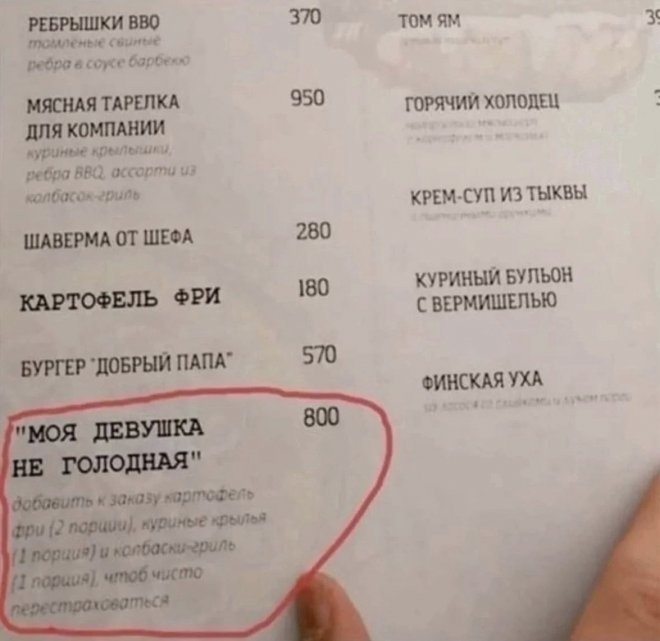 РЕБРЫШКИ BBQ 370
томленые свиные
ребра в соусе барбекю
МЯСНАЯ ТАРЕЛКА 950
ДЛЯ КОМПАНИИ
куриные крылышки,
ребра BBQ, ассорти из
колбасок-гриль
ШАВЕРМА ОТ ШЕФА 280
КАРТОФЕЛЬ ФРИ 180
БУРГЕР "ДОБРЫЙ ПАПА" 570
"МОЯ ДЕВУШКА 800
НЕ ГОЛОДНАЯ"
добавить к заказу картофель
фри (2 порции), куриные крылья
(1 порция) и колбаски-гриль
(1 порция), чтоб чисто
перестраховаться
ТОМ ЯМ
ГОРЯЧИЙ ХОЛОДЕЦ
КРЕМ-СУП ИЗ ТЫКВЫ
КУРИНЫЙ БУЛЬОН
С ВЕРМИШЕЛЬЮ
ФИНСКАЯ УХА